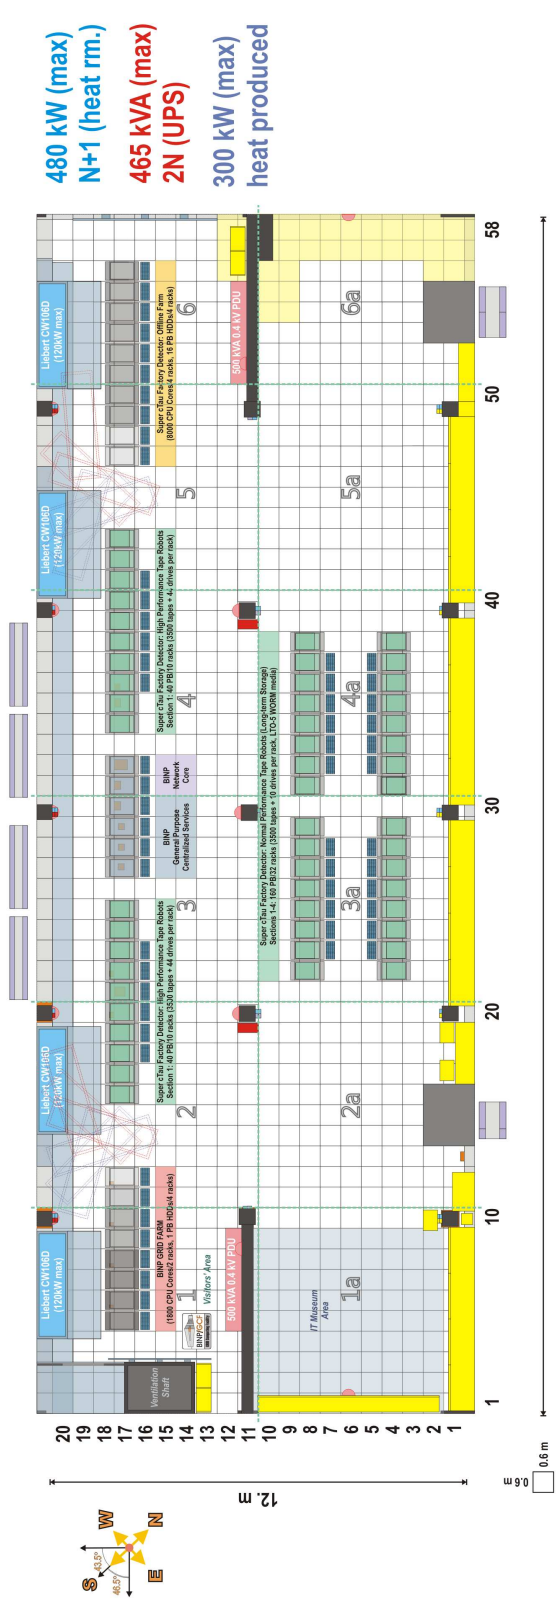 480 kW (max)
N+1 (heat rm.)
465 kVA (max)
2N (UPS)
300 kW (max)
heat produced
Liebert CW106D
(120kW max)
Liebert CW106D
(120kW max)
Liebert CW106D
(120kW max)
Liebert CW106D
(120kW max)
Ventilation
Shaft
BINP GRID FARM
(1800 CPU Cores/2 racks, 1 PB HDDs/4 racks)
Super cTau Factory Detector: High Performance Tape Robots
Section 1: 40 PB/10 racks (3500 tapes + 44 drives per rack)
BINP
General Purpose
Centralized Services
BINP
Network
Core
Super cTau Factory Detector: High Performance Tape Robots
Section 1: 40 PB/10 racks (3500 tapes + 44 drives per rack)
Super cTau Factory Detector: Offline Farm
(8000 CPU Cores/4 racks, 16 PB HDDs/4 racks)
1
2
3
4
5
6
BINP/GCF
Visitors' Area
500 kVA 0.4 kV PDU
500 kVA 0.4 kV PDU
Super cTau Factory Detector: Normal Performance Tape Robots (Long-term Storage)
Sections 1-4: 160 PB/32 racks (3500 tapes + 10 drives per rack, LTO-5 WORM media)
IT Museum
Area
1a
2a
3a
4a
5a
6a
20
19
18
17
16
15
14
13
12
11
10
9
8
7
6
5
4
3
2
1
1
10
20
30
40
50
58
12. m
0.6 m
0.6 m
S
W
N
E
43.5°
46.5°